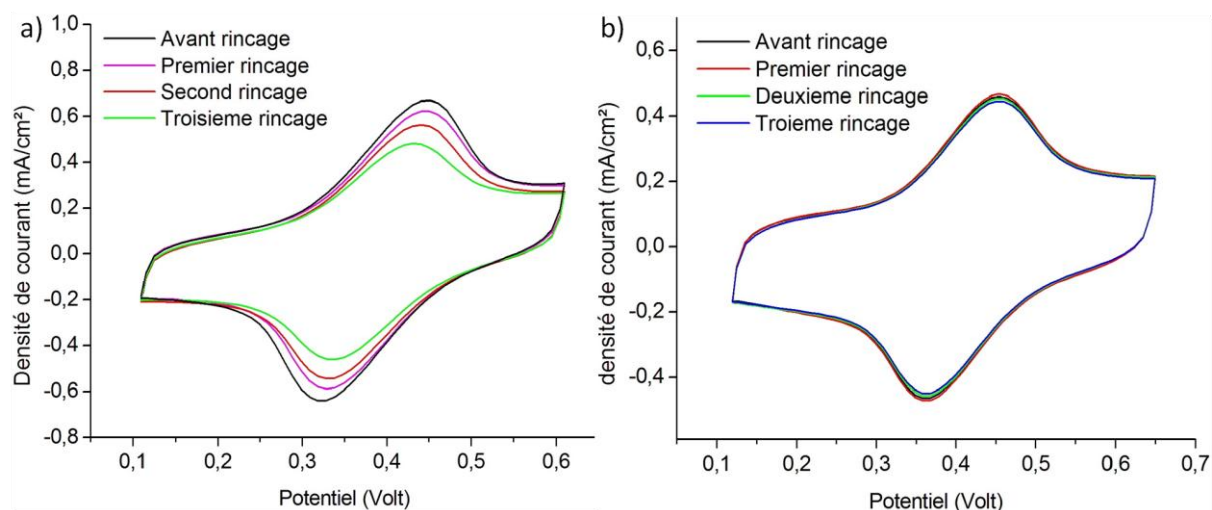 a)
Avant rincage
Premier rincage
Second rincage
Troisieme rincage
Densité de courant (mA/cm²)
1,0
0,8
0,6
0,4
0,2
0,0
-0,2
-0,4
-0,6
-0,8
0,1 0,2 0,3 0,4 0,5 0,6
Potentiel (Volt)
b)
Avant rincage
Premier rincage
Deuxieme rincage
Troieme rincage
densité de courant (mA/cm²)
0,6
0,4
0,2
0,0
-0,2
-0,4
0,1 0,2 0,3 0,4 0,5 0,6 0,7
Potentiel (Volt)